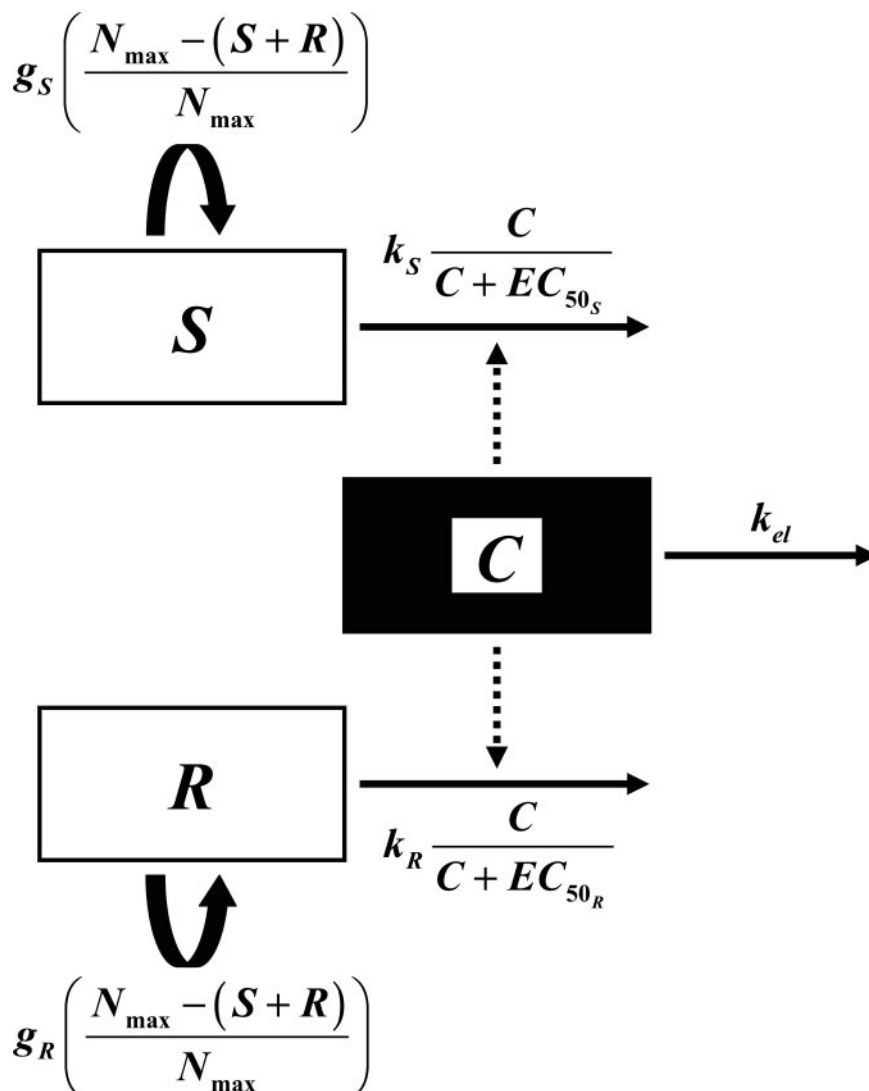 g_S ( (N_max − (S + R)) / N_max )
S
k_S C / (C + EC_50_S)
C
k_el
R
k_R C / (C + EC_50_R)
g_R ( (N_max − (S + R)) / N_max )